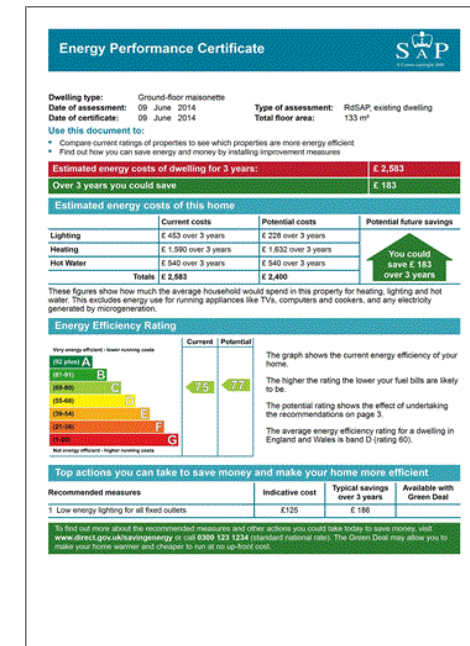 Energy Performance Certificate
SAP
Dwelling type: Ground-floor maisonette
Date of assessment: 09 June 2014 Type of assessment: RdSAP, existing dwelling
Date of certificate: 09 June 2014 Total floor area: 133 m²
Use this document to:
• Compare current ratings of properties to see which properties are more energy efficient
• Find out how you can save energy and money by installing improvement measures
Estimated energy costs of dwelling for 3 years: £ 2,583
Over 3 years you could save £ 183
Estimated energy costs of this home
Current costs Potential costs Potential future savings
Lighting £ 453 over 3 years £ 228 over 3 years
Heating £ 1,590 over 3 years £ 1,632 over 3 years
Hot Water £ 540 over 3 years £ 540 over 3 years
Totals £ 2,583 £ 2,400
You could
save £ 183
over 3 years
These figures show how much the average household would spend in this property for heating, lighting and hot
water. This excludes energy use for running appliances like TVs, computers and cookers, and any electricity
generated by microgeneration.
Energy Efficiency Rating
Current Potential
Very energy efficient - lower running costs
(92 plus) A
(81-91) B
(69-80) C
75 77
(55-68) D
(39-54) E
(21-38) F
(1-20) G
Not energy efficient - higher running costs
The graph shows the current energy efficiency of your
home.
The higher the rating the lower your fuel bills are likely
to be.
The potential rating shows the effect of undertaking
the recommendations on page 3.
The average energy efficiency rating for a dwelling in
England and Wales is band D (rating 60).
Top actions you can take to save money and make your home more efficient
Recommended measures Indicative cost Typical savings over 3 years Available with Green Deal
1 Low energy lighting for all fixed outlets £125 £ 186
To find out more about the recommended measures and other actions you could take today to save money, visit
www.direct.gov.uk/savingenergy or call 0300 123 1234 (standard national rate). The Green Deal may allow you to
make your home warmer and cheaper to run at no up-front cost.